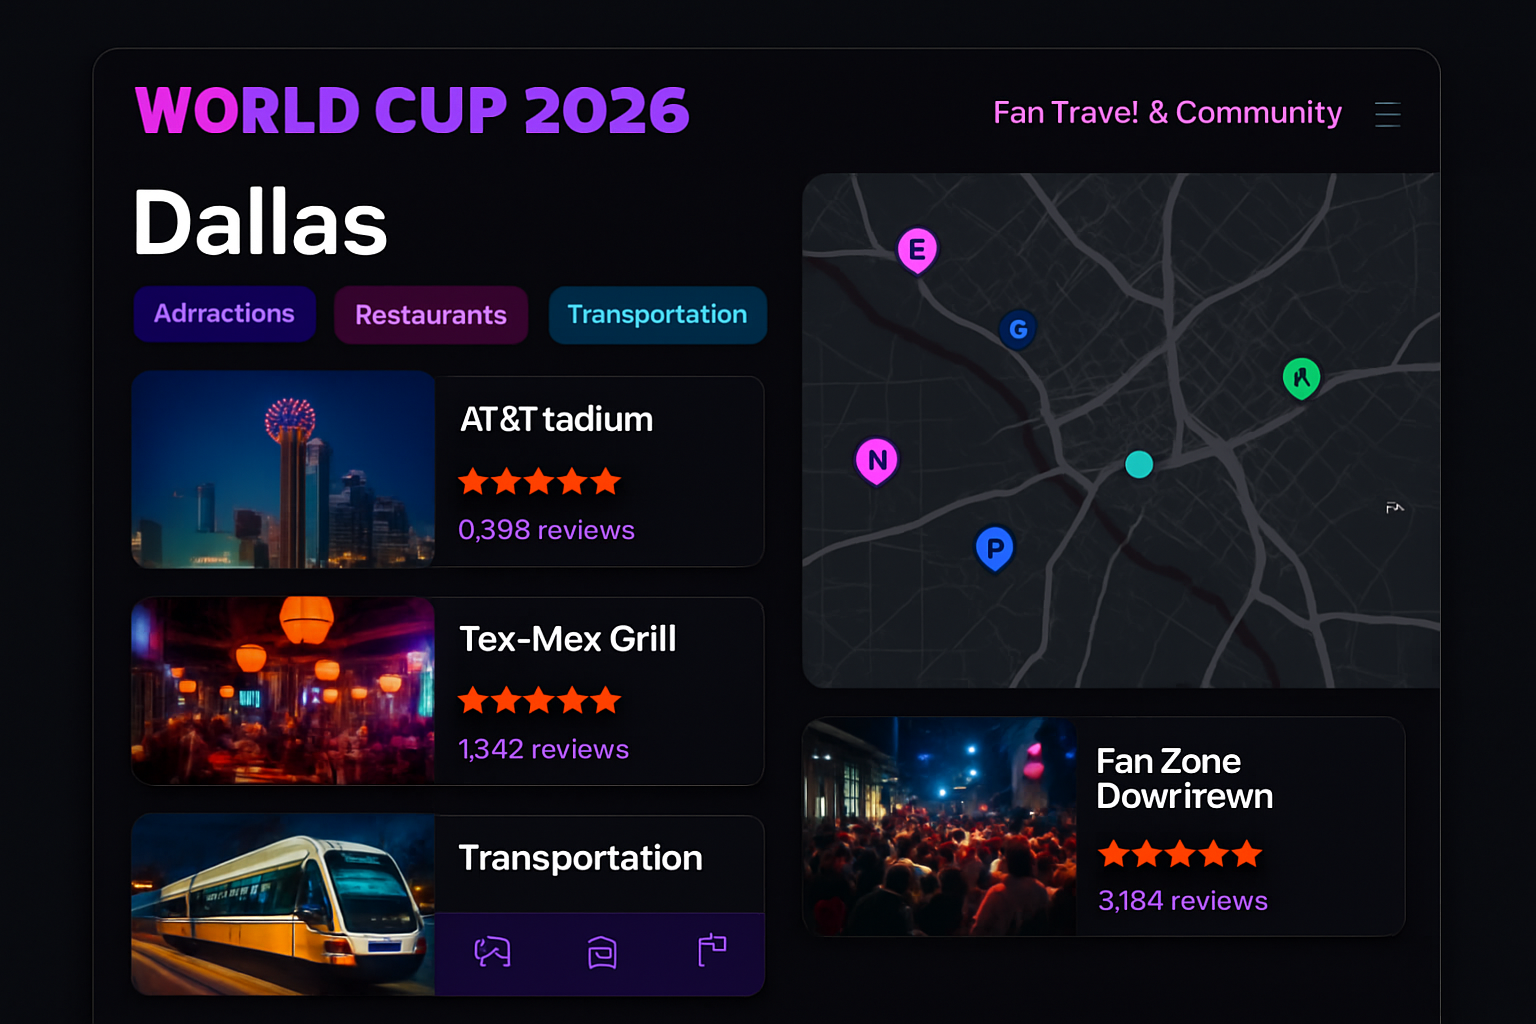 WORLD CUP 2026
Fan Trave! & Community
Dallas
Adrractions
Restaurants
Transportation
AT&T tadium
0,398 reviews
Tex-Mex Grill
1,342 reviews
Transportation
E
G
N
P
Fan Zone
Dowrirewn
3,184 reviews